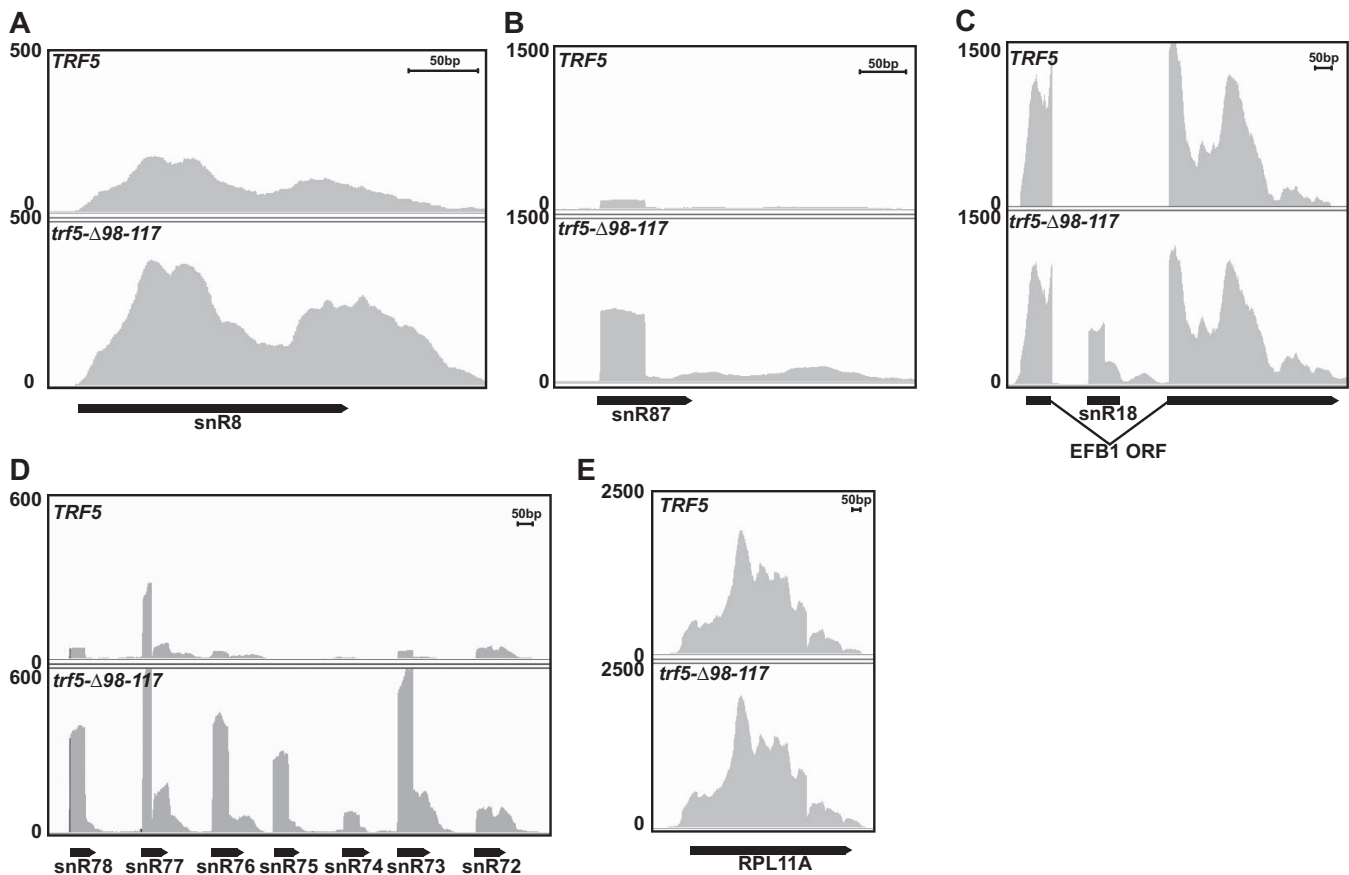 A
500
TRF5
50bp
0
500
trf5-Δ98-117
0
snR8
B
1500
TRF5
50bp
0
1500
trf5-Δ98-117
0
snR87
C
1500
TRF5
50bp
0
1500
trf5-Δ98-117
0
snR18
EFB1 ORF
D
600
TRF5
50bp
0
600
trf5-Δ98-117
0
snR78 snR77 snR76 snR75 snR74 snR73 snR72
E
2500
TRF5
50bp
0
2500
trf5-Δ98-117
0
RPL11A